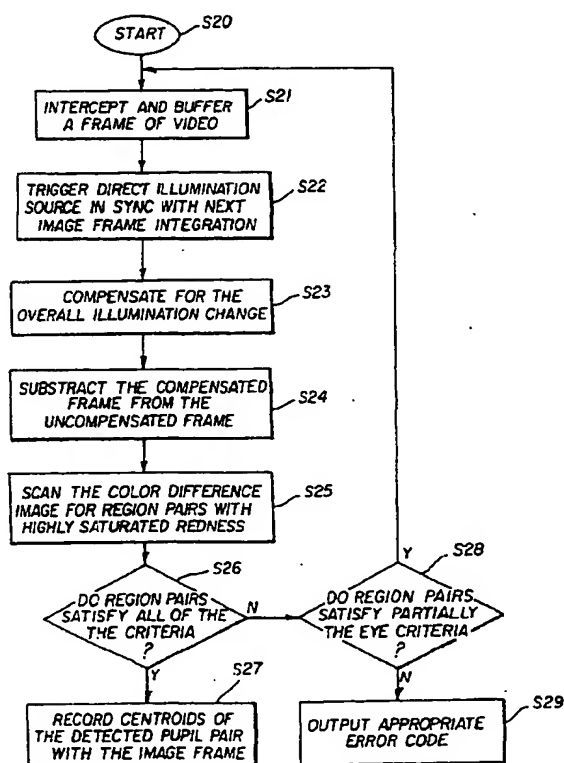 START
S20
INTERCEPT AND BUFFER
A FRAME OF VIDEO
S21
TRIGGER DIRECT ILLUMINATION
SOURCE IN SYNC WITH NEXT
IMAGE FRAME INTEGRATION
S22
COMPENSATE FOR THE
OVERALL ILLUMINATION CHANGE
S23
SUBSTRACT THE COMPENSATED
FRAME FROM THE
UNCOMPENSATED FRAME
S24
SCAN THE COLOR DIFFERENCE
IMAGE FOR REGION PAIRS WITH
HIGHLY SATURATED REDNESS
S25
S26
DO REGION PAIRS
SATISFY ALL OF THE
THE CRITERIA
?
N
Y
Y
S28
DO REGION PAIRS
SATISFY PARTIALLY
THE EYE CRITERIA
?
N
S27
RECORD CENTROIDS OF
THE DETECTED PUPIL PAIR
WITH THE IMAGE FRAME
OUTPUT APPROPRIATE
ERROR CODE
S29